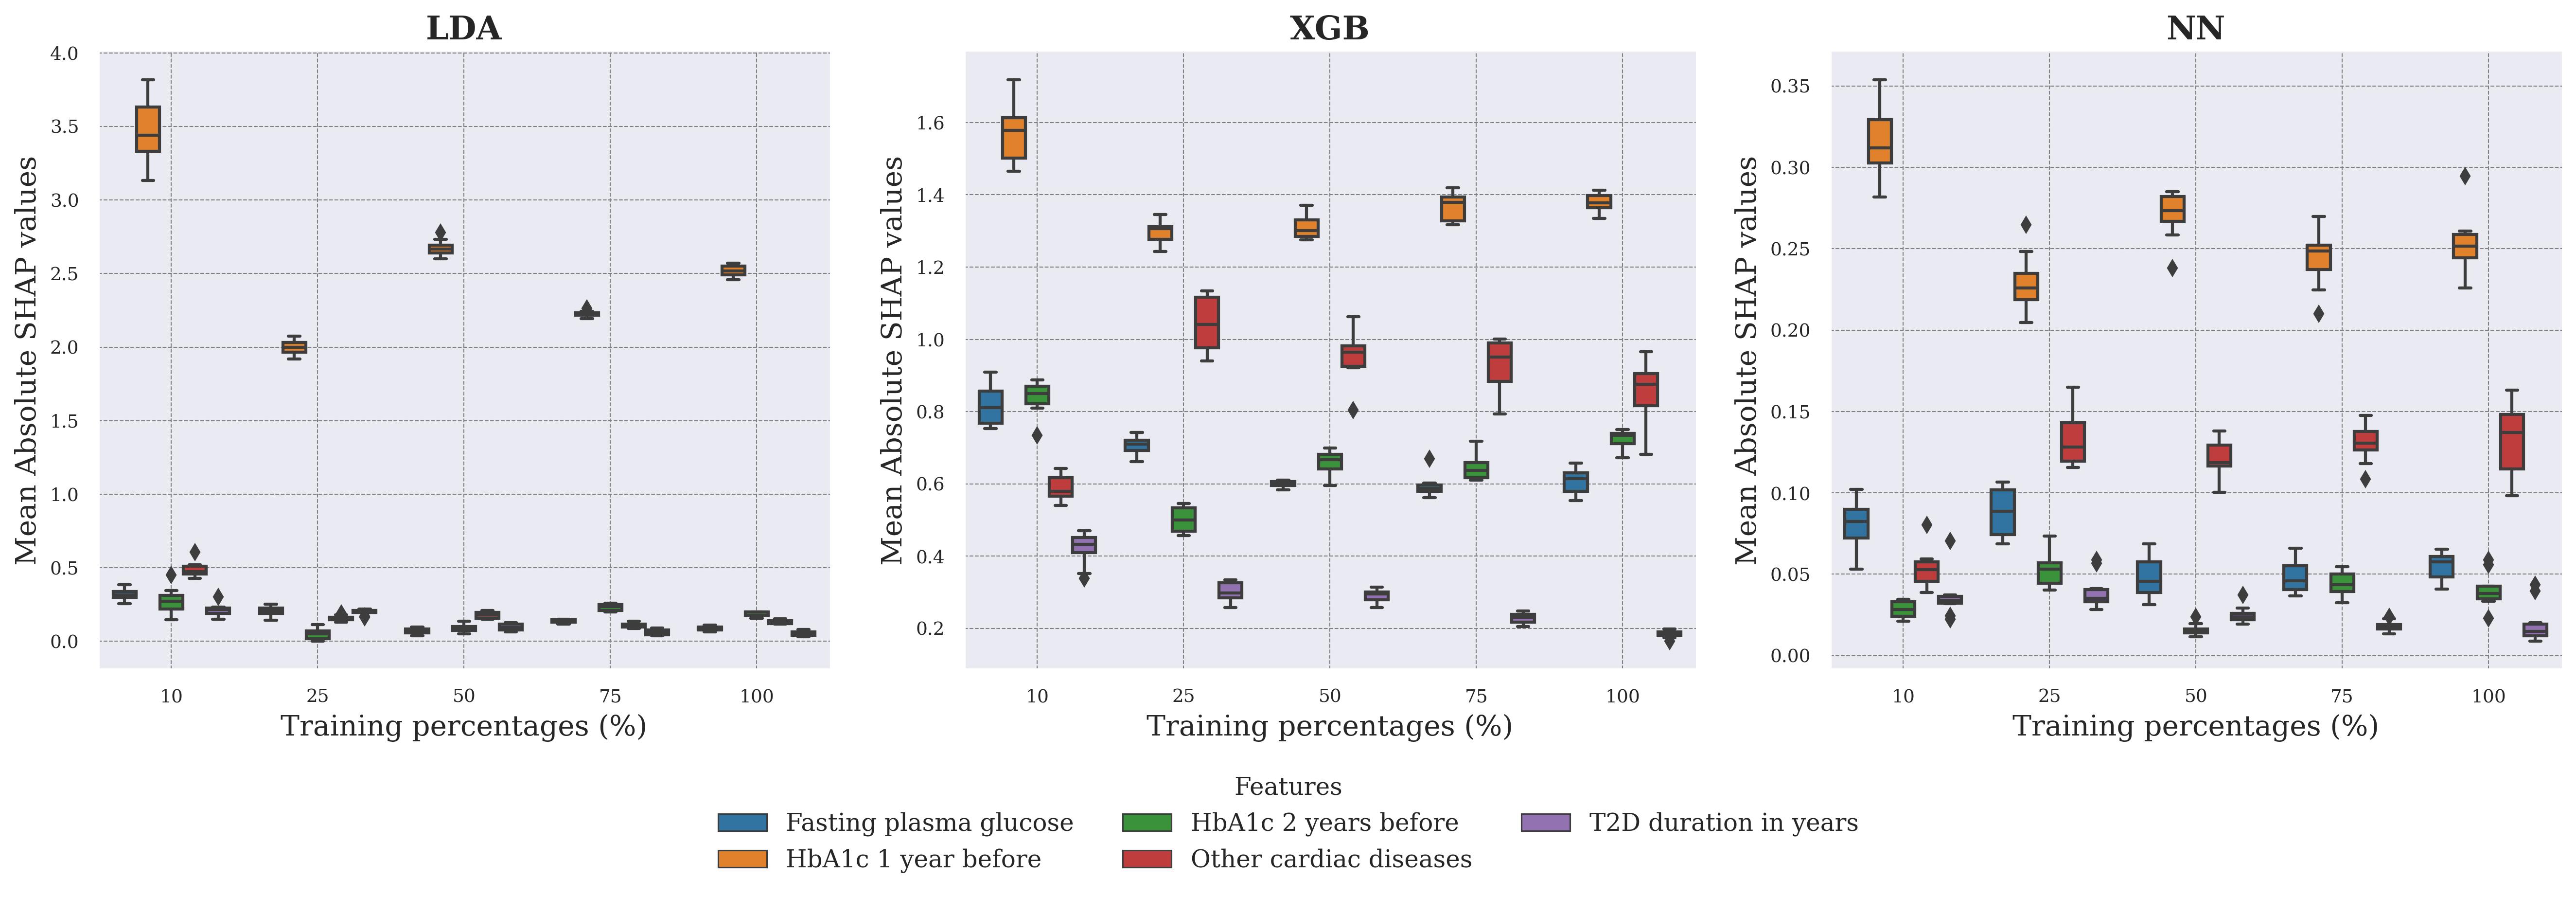 LDA
4.0
3.5
3.0
2.5
2.0
1.5
1.0
0.5
0.0
Mean Absolute SHAP values
10 25 50 75 100
Training percentages (%)
XGB
1.6
1.4
1.2
1.0
0.8
0.6
0.4
0.2
Mean Absolute SHAP values
10 25 50 75 100
Training percentages (%)
NN
0.35
0.30
0.25
0.20
0.15
0.10
0.05
0.00
Mean Absolute SHAP values
10 25 50 75 100
Training percentages (%)
Features
Fasting plasma glucose
HbA1c 1 year before
HbA1c 2 years before
Other cardiac diseases
T2D duration in years